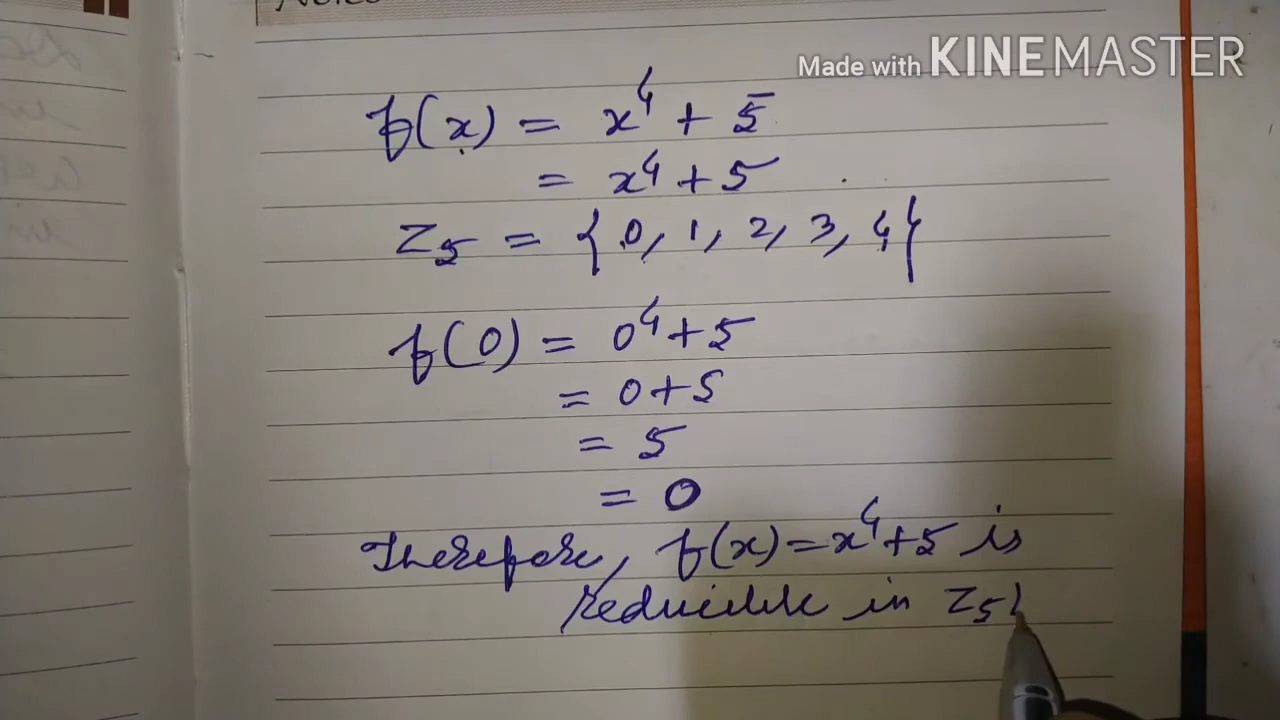 Notes
Made with KINEMASTER
f(x) = x⁴ + 5
= x⁴ + 5
Z₅ = {0, 1, 2, 3, 4}
f(0) = 0⁴ + 5
= 0 + 5
= 5
= 0
Therefore, f(x) = x⁴ + 5 is
reducible in Z₅